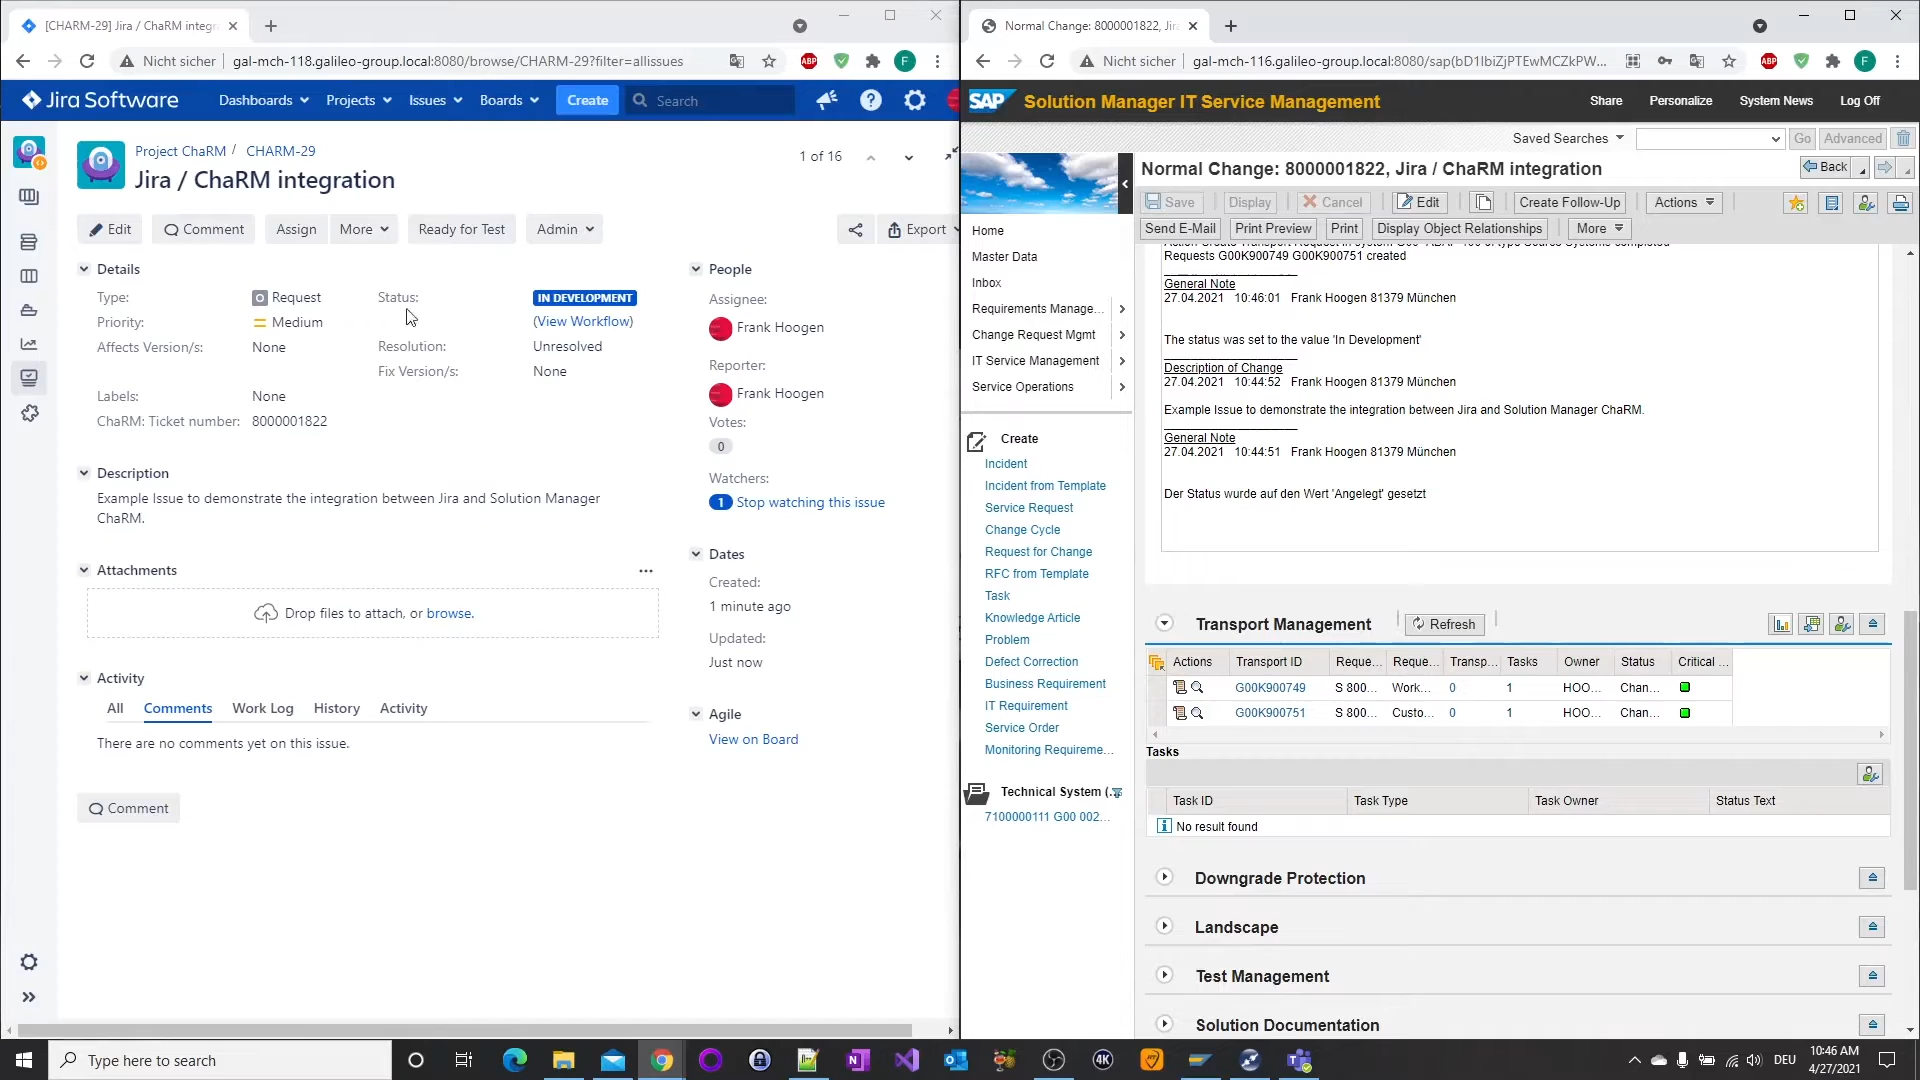 [CHARM-29] Jira / ChaRM integr
Nicht sicher gal-mch-118.galileo-group.local:8080/browse/CHARM-29?filter=allissues
ABP
F
Jira Software Dashboards Projects Issues Boards Create Search
Project ChaRM / CHARM-29
1 of 16
Jira / ChaRM integration
Edit Comment Assign More Ready for Test Admin Export
Details
Type: Request
Status: IN DEVELOPMENT
(View Workflow)
Priority: Medium
Affects Version/s: None
Resolution: Unresolved
Fix Version/s: None
Labels: None
ChaRM: Ticket number: 8000001822
Description
Example Issue to demonstrate the integration between Jira and Solution Manager
ChaRM.
Attachments
Drop files to attach, or browse.
Activity
All Comments Work Log History Activity
There are no comments yet on this issue.
Comment
People
Assignee:
Frank Hoogen
Reporter:
Frank Hoogen
Votes:
0
Watchers:
1 Stop watching this issue
Dates
Created:
1 minute ago
Updated:
Just now
Agile
View on Board
Normal Change: 8000001822, Jir
Nicht sicher gal-mch-116.galileo-group.local:8080/sap(bD1lbiZjPTEwMCZkPW...
ABP
F
SAP Solution Manager IT Service Management Share Personalize System News Log Off
Saved Searches Go Advanced
Normal Change: 8000001822, Jira / ChaRM integration Back
Save Display Cancel Edit Create Follow-Up Actions
Send E-Mail Print Preview Print Display Object Relationships More
Home
Master Data
Inbox
Requirements Manage...
Change Request Mgmt
IT Service Management
Service Operations
Create
Incident
Incident from Template
Service Request
Change Cycle
Request for Change
RFC from Template
Task
Knowledge Article
Problem
Defect Correction
Business Requirement
IT Requirement
Service Order
Monitoring Requireme...
Technical System (.
7100000111 G00 002...
Requests G00K900749 G00K900751 created
General Note
27.04.2021 10:46:01 Frank Hoogen 81379 München
The status was set to the value 'In Development'
Description of Change
27.04.2021 10:44:52 Frank Hoogen 81379 München
Example Issue to demonstrate the integration between Jira and Solution Manager ChaRM.
General Note
27.04.2021 10:44:51 Frank Hoogen 81379 München
Der Status wurde auf den Wert 'Angelegt' gesetzt
Transport Management Refresh
Actions Transport ID Reque... Reque... Transp... Tasks Owner Status Critical ...
G00K900749 S 800... Work... 0 1 HOO... Chan...
G00K900751 S 800... Custo... 0 1 HOO... Chan...
Tasks
Task ID Task Type Task Owner Status Text
No result found
Downgrade Protection
Landscape
Test Management
Solution Documentation
Type here to search
4K
DEU
10:46 AM
4/27/2021